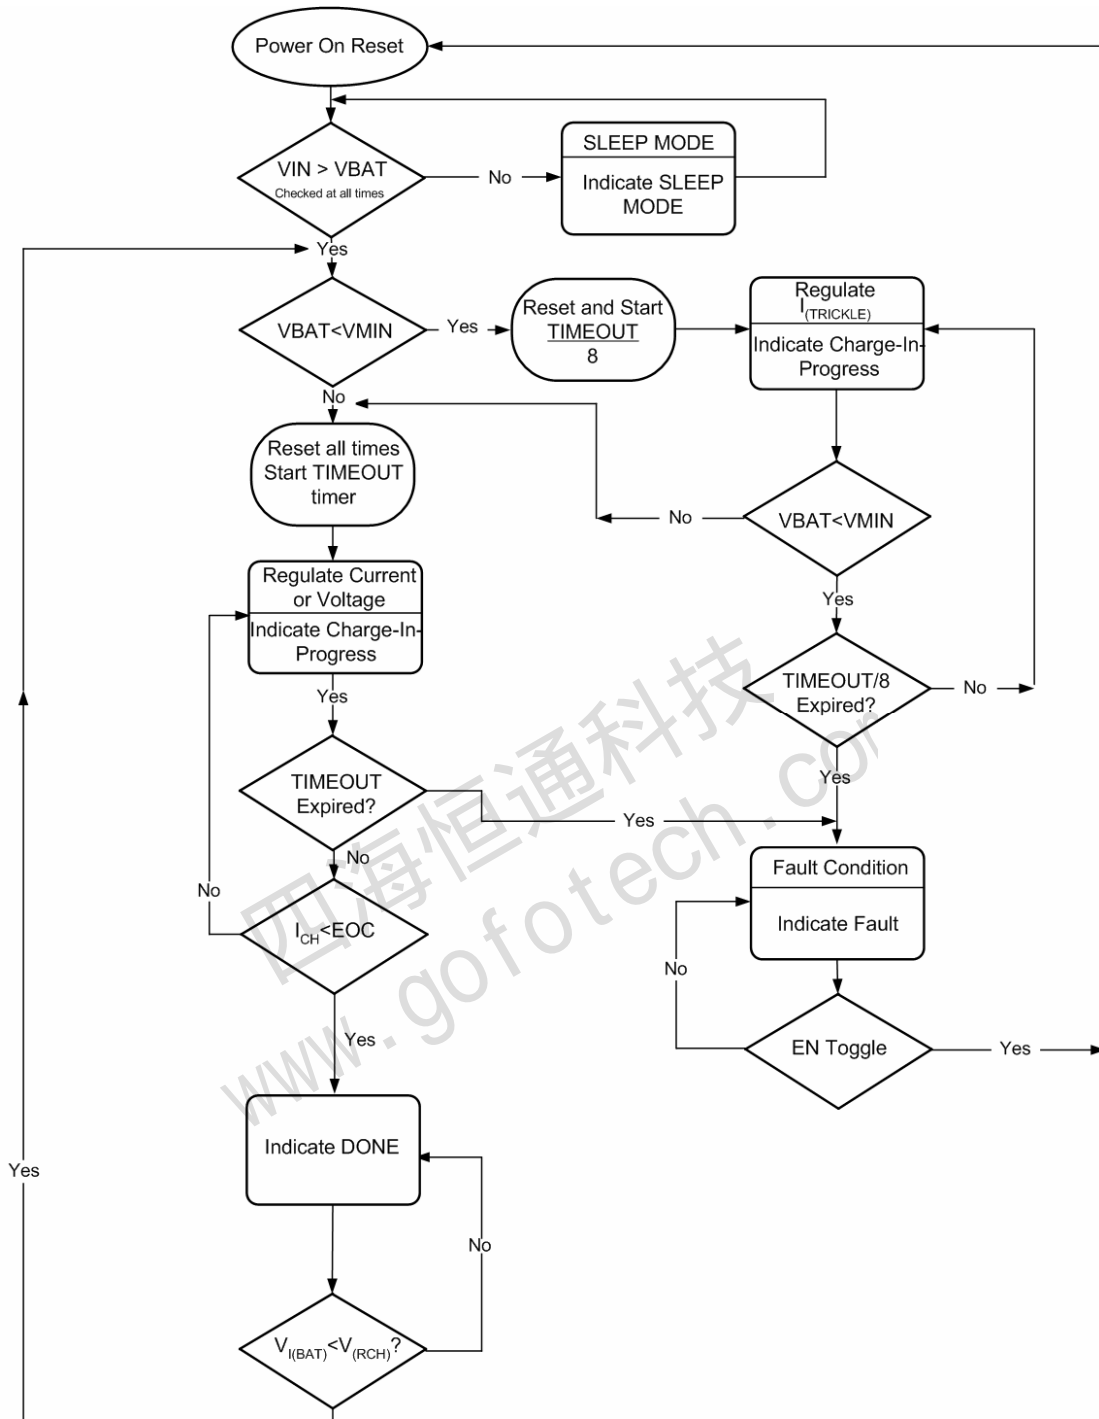 Power On Reset
VIN > VBAT
Checked at all times
No
SLEEP MODE
Indicate SLEEP
MODE
Yes
VBAT<VMIN
Yes
Reset and Start
TIMEOUT
8
Regulate
I(TRICKLE)
Indicate Charge-In-
Progress
No
Reset all times
Start TIMEOUT
timer
No
VBAT<VMIN
Regulate Current
or Voltage
Indicate Charge-In-
Progress
Yes
Yes
TIMEOUT/8
Expired?
No
Yes
TIMEOUT
Expired?
Yes
No
Fault Condition
Indicate Fault
No
ICH<EOC
No
EN Toggle
Yes
Yes
Indicate DONE
Yes
No
VI(BAT)<V(RCH)?
四海恒通科技
www.gofotech.com